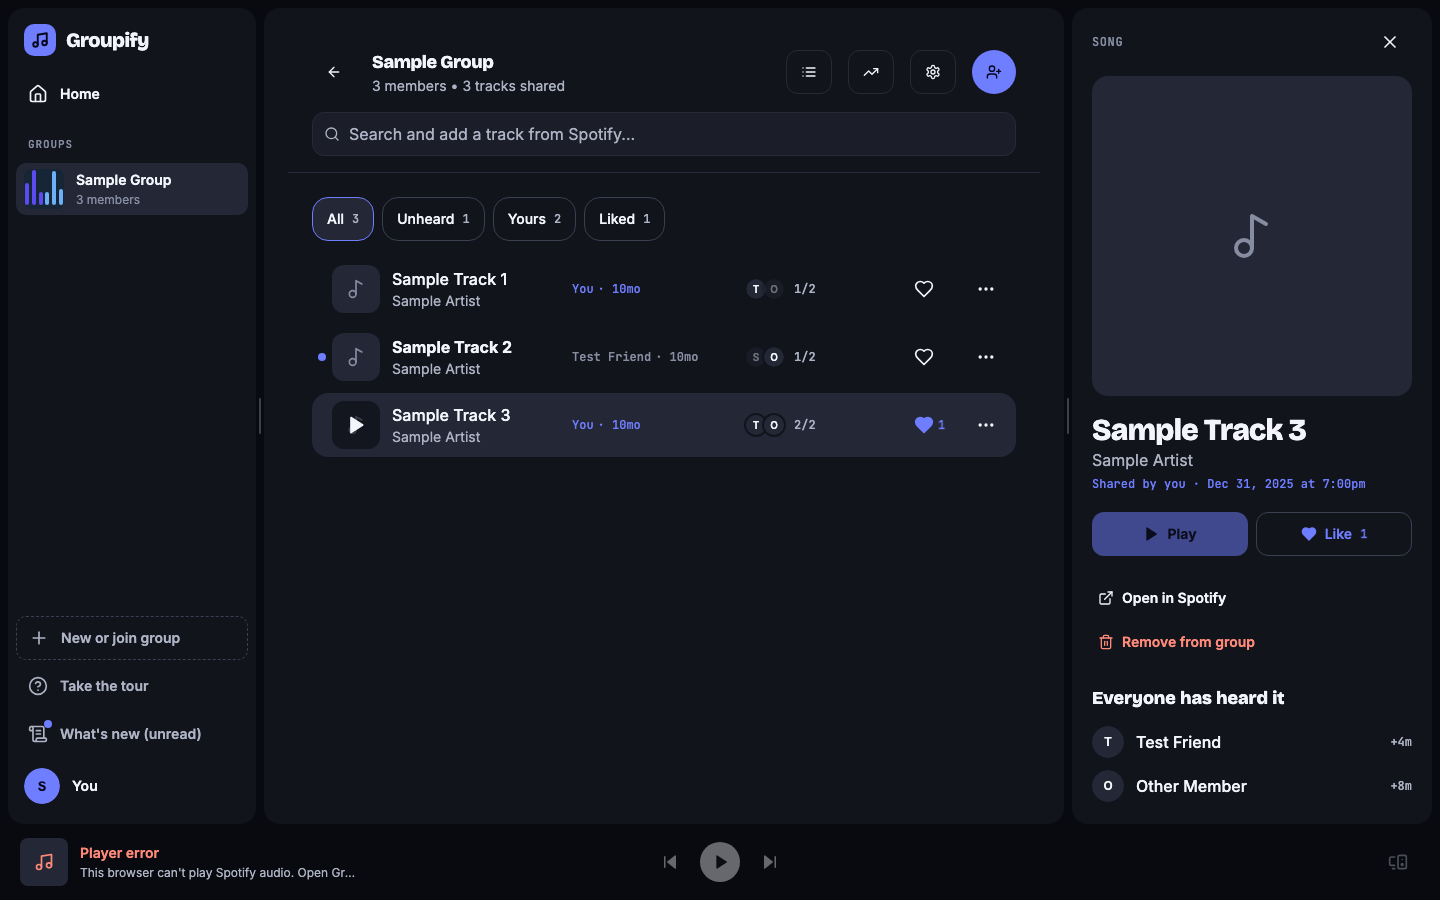 Groupify
Home
GROUPS
Sample Group
3 members
New or join group
Take the tour
What's new (unread)
S
You
Sample Group
3 members • 3 tracks shared
Search and add a track from Spotify...
All 3
Unheard 1
Yours 2
Liked 1
Sample Track 1
Sample Artist
You · 10mo
T O 1/2
Sample Track 2
Sample Artist
Test Friend · 10mo
S O 1/2
Sample Track 3
Sample Artist
You · 10mo
T O 2/2
1
SONG
Sample Track 3
Sample Artist
Shared by you · Dec 31, 2025 at 7:00pm
Play
Like 1
Open in Spotify
Remove from group
Everyone has heard it
T Test Friend +4m
O Other Member +8m
Player error
This browser can't play Spotify audio. Open Gr...